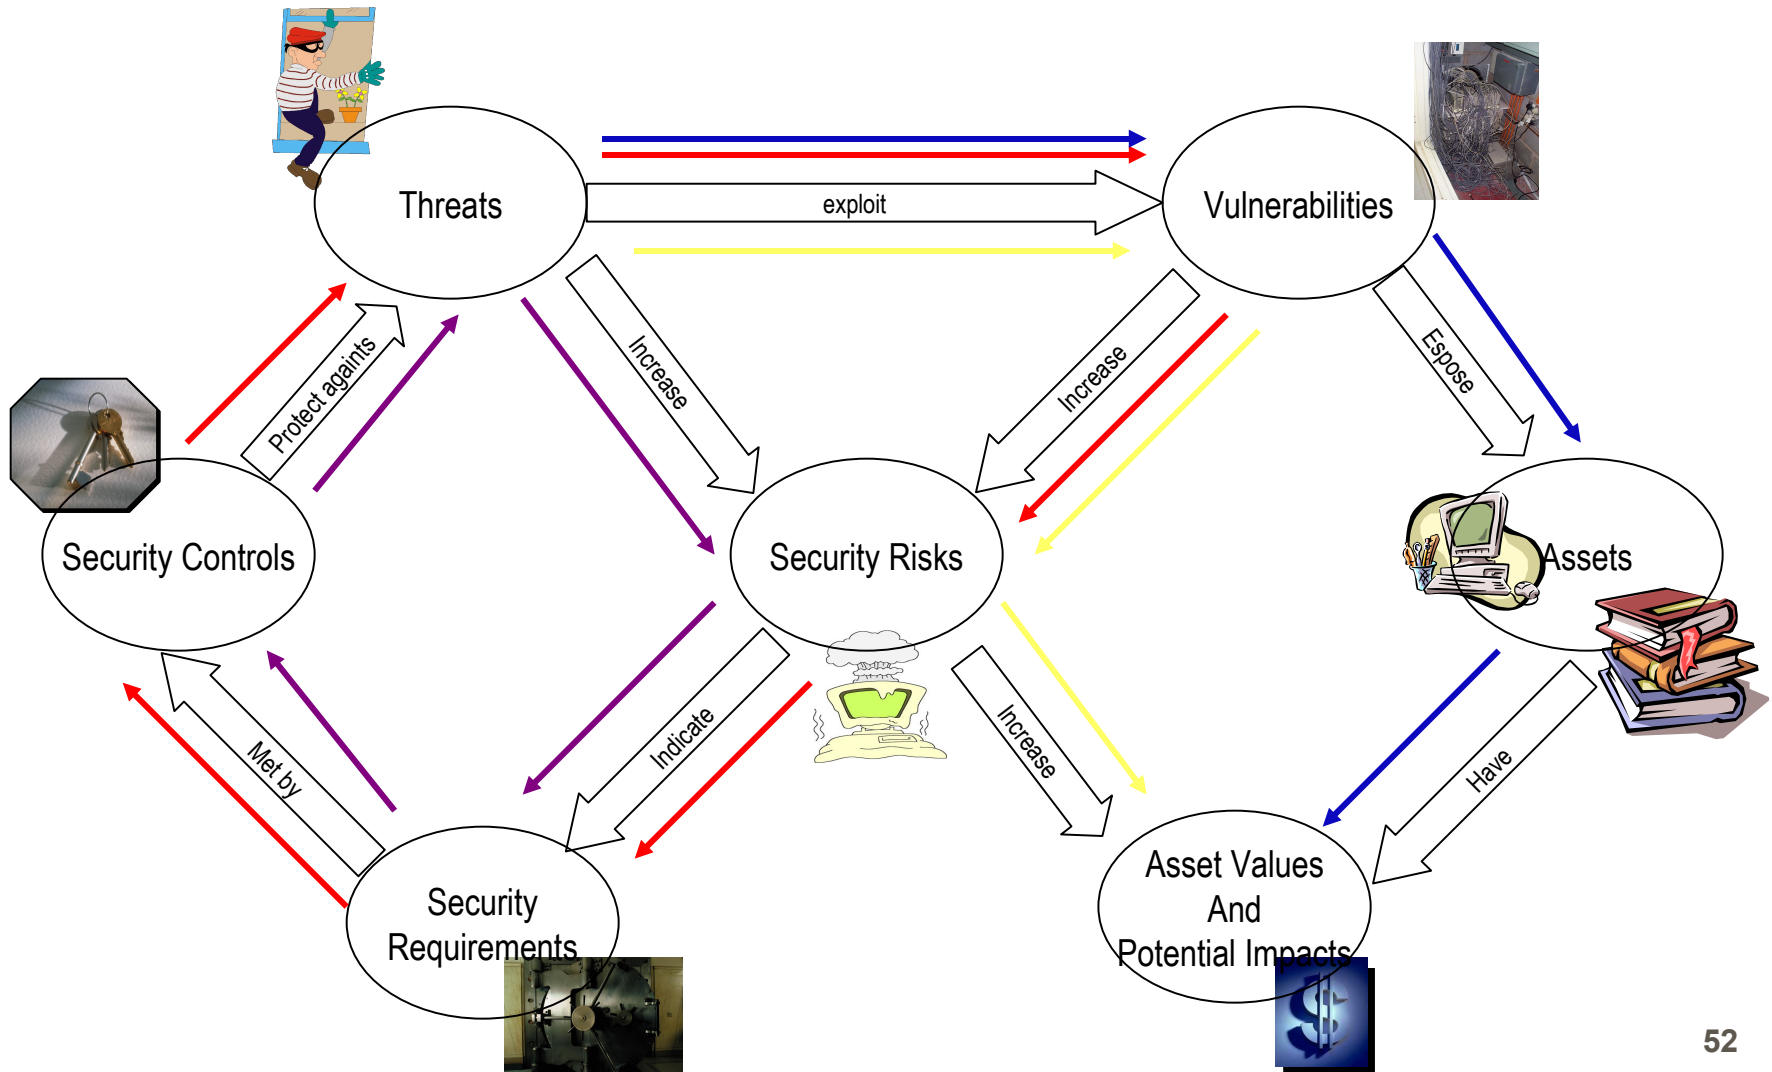 Threats
exploit
Vulnerabilities
Protect againts
Increase
Increase
Espose
Security Controls
Security Risks
Assets
Met by
Indicate
Increase
Have
Security
Requirements
Asset Values
And
Potential Impacts
52